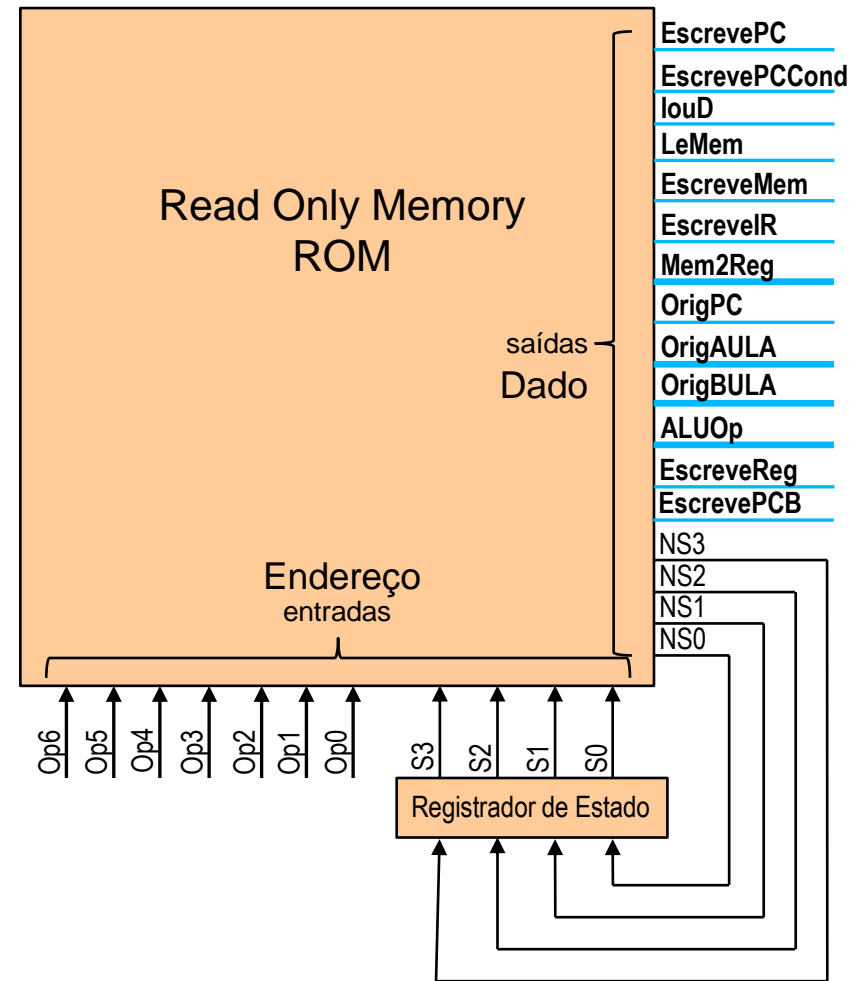 EscrevePC
EscrevePCCond
IouD
LeMem
EscreveMem
EscreveIR
Mem2Reg
OrigPC
OrigAULA
OrigBULA
ALUOp
EscreveReg
EscrevePCB
NS3
NS2
NS1
NS0
Read Only Memory
ROM
saídas
Dado
Endereço
entradas
Op6
Op5
Op4
Op3
Op2
Op1
Op0
S3
S2
S1
S0
Registrador de Estado